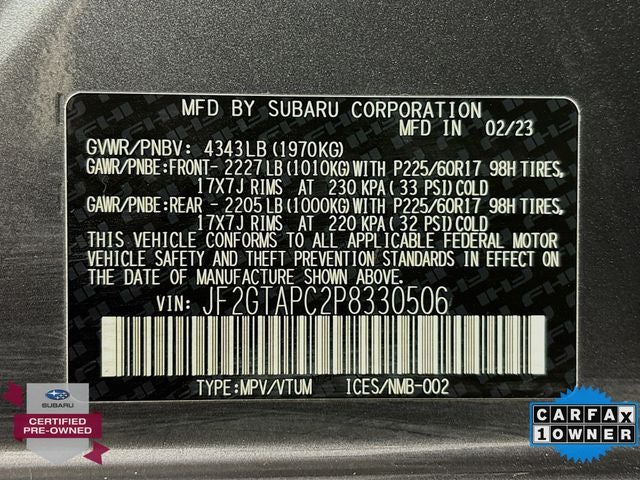 MFD BY SUBARU CORPORATION
MFD IN 02/23
GVWR/PNBV: 4343LB (1970KG)
GAWR/PNBE:FRONT- 2227LB (1010KG) WITH P225/60R17 98H TIRES,
17X7J RIMS AT 230 KPA (33 PSI) COLD
GAWR/PNBE:REAR - 2205LB (1000KG) WITH P225/60R17 98H TIRES,
17X7J RIMS AT 220 KPA (32 PSI) COLD
THIS VEHICLE CONFORMS TO ALL APPLICABLE FEDERAL MOTOR
VEHICLE SAFETY AND THEFT PREVENTION STANDARDS IN EFFECT ON
THE DATE OF MANUFACTURE SHOWN ABOVE.
VIN: JF2GTAPC2P8330506
TYPE:MPV/VTUM ICES/NMB-002
SUBARU
CERTIFIED
PRE-OWNED
CARFAX
1 OWNER